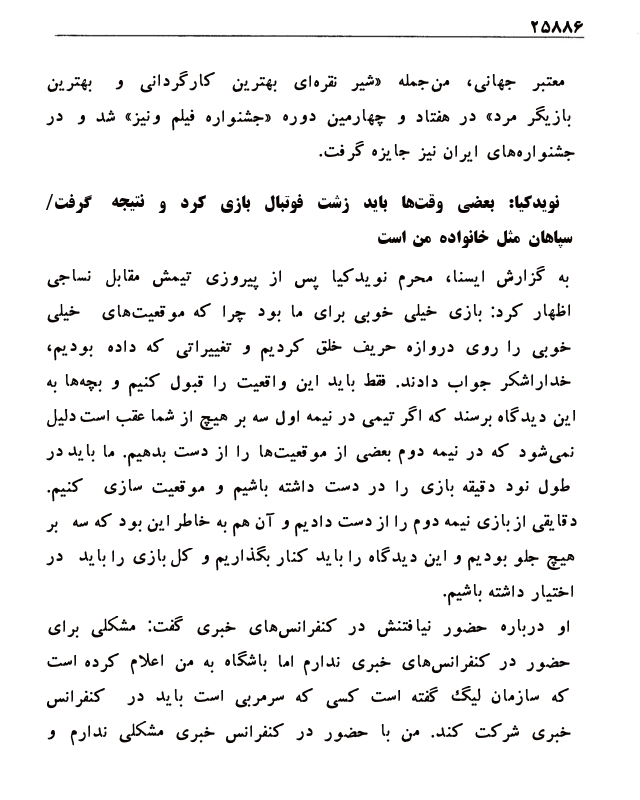 ۲۵۸۸۶
معتبر جهانی، من‌جمله «شیر نقره‌ای بهترین کارگردانی و بهترین
بازیگر مرد» در هفتاد و چهارمین دوره «جشنواره فیلم ونیز» شد و در
جشنواره‌های ایران نیز جایزه گرفت.
نویدکیا: بعضی وقت‌ها باید زشت فوتبال بازی کرد و نتیجه گرفت/
سپاهان مثل خانواده من است
به گزارش ایسنا، محرم نویدکیا پس از پیروزی تیمش مقابل نساجی
اظهار کرد: بازی خیلی خوبی برای ما بود چرا که موقعیت‌های خیلی
خوبی را روی دروازه حریف خلق کردیم و تغییراتی که داده بودیم،
خداراشکر جواب دادند. فقط باید این واقعیت را قبول کنیم و بچه‌ها به
این دیدگاه برسند که اگر تیمی در نیمه اول سه بر هیچ از شما عقب است دلیل
نمی‌شود که در نیمه دوم بعضی از موقعیت‌ها را از دست بدهیم. ما باید در
طول نود دقیقه بازی را در دست داشته باشیم و موقعیت سازی کنیم.
دقایقی از بازی نیمه دوم را از دست دادیم و آن هم به خاطر این بود که سه بر
هیچ جلو بودیم و این دیدگاه را باید کنار بگذاریم و کل بازی را باید در
اختیار داشته باشیم.
او درباره حضور نیافتنش در کنفرانس‌های خبری گفت: مشکلی برای
حضور در کنفرانس‌های خبری ندارم اما باشگاه به من اعلام کرده است
که سازمان لیگ گفته است کسی که سرمربی است باید در کنفرانس
خبری شرکت کند. من با حضور در کنفرانس خبری مشکلی ندارم و